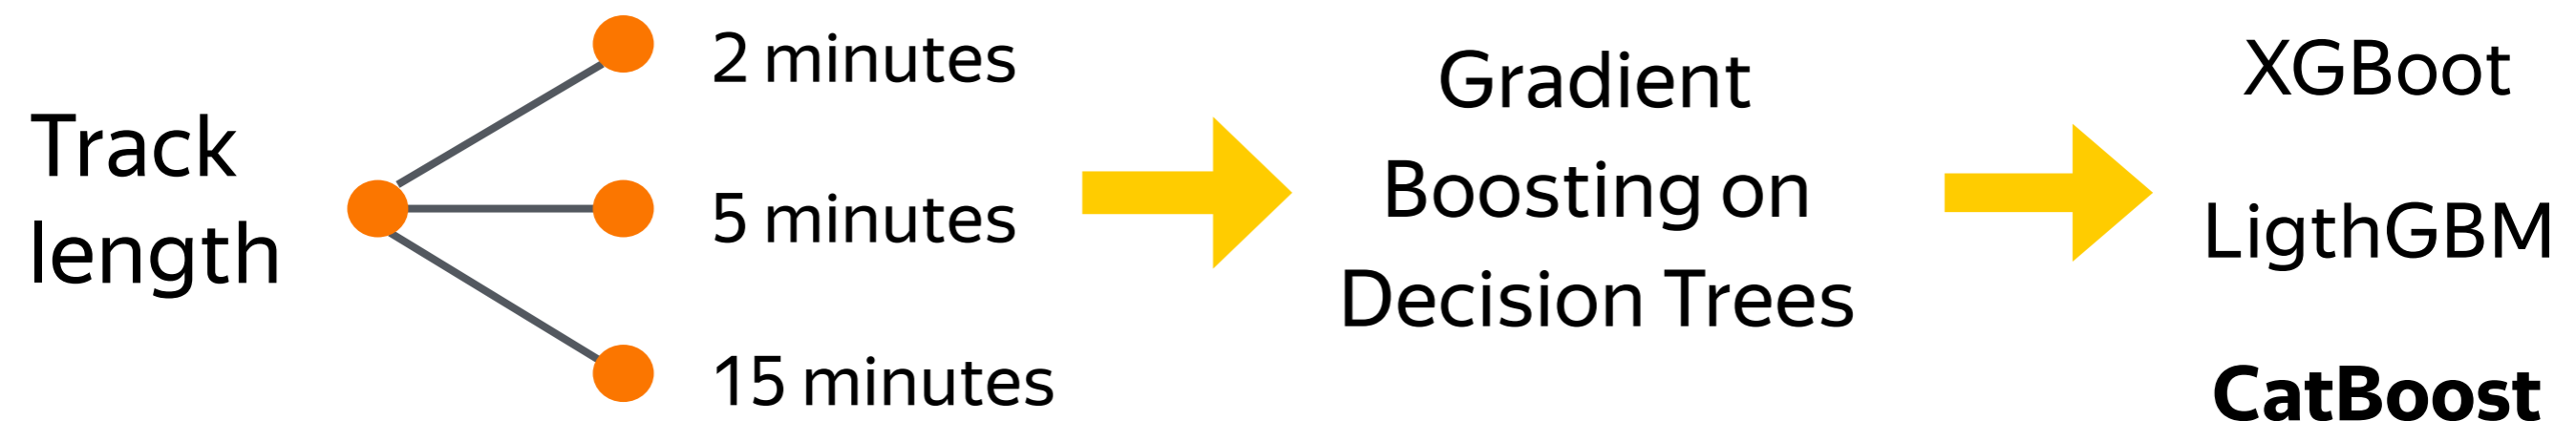 Track
length
2 minutes
5 minutes
15 minutes
Gradient
Boosting on
Decision Trees
XGBoot
LigthGBM
CatBoost